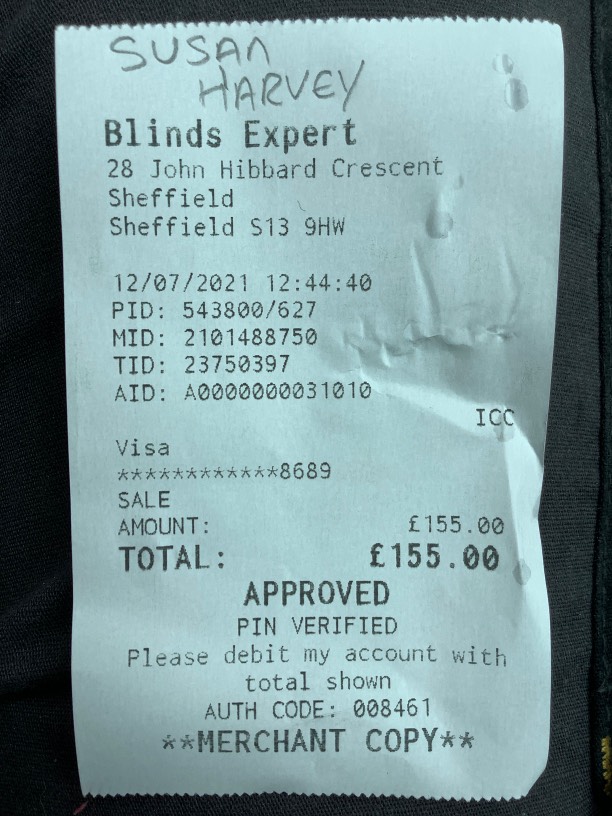 SUSAN
HARVEY
Blinds Expert
28 John Hibbard Crescent
Sheffield
Sheffield S13 9HW
12/07/2021 12:44:40
PID: 543800/627
MID: 2101488750
TID: 23750397
AID: A0000000031010
ICC
Visa
************8689
SALE
AMOUNT: £155.00
TOTAL: £155.00
APPROVED
PIN VERIFIED
Please debit my account with
total shown
AUTH CODE: 008461
**MERCHANT COPY**